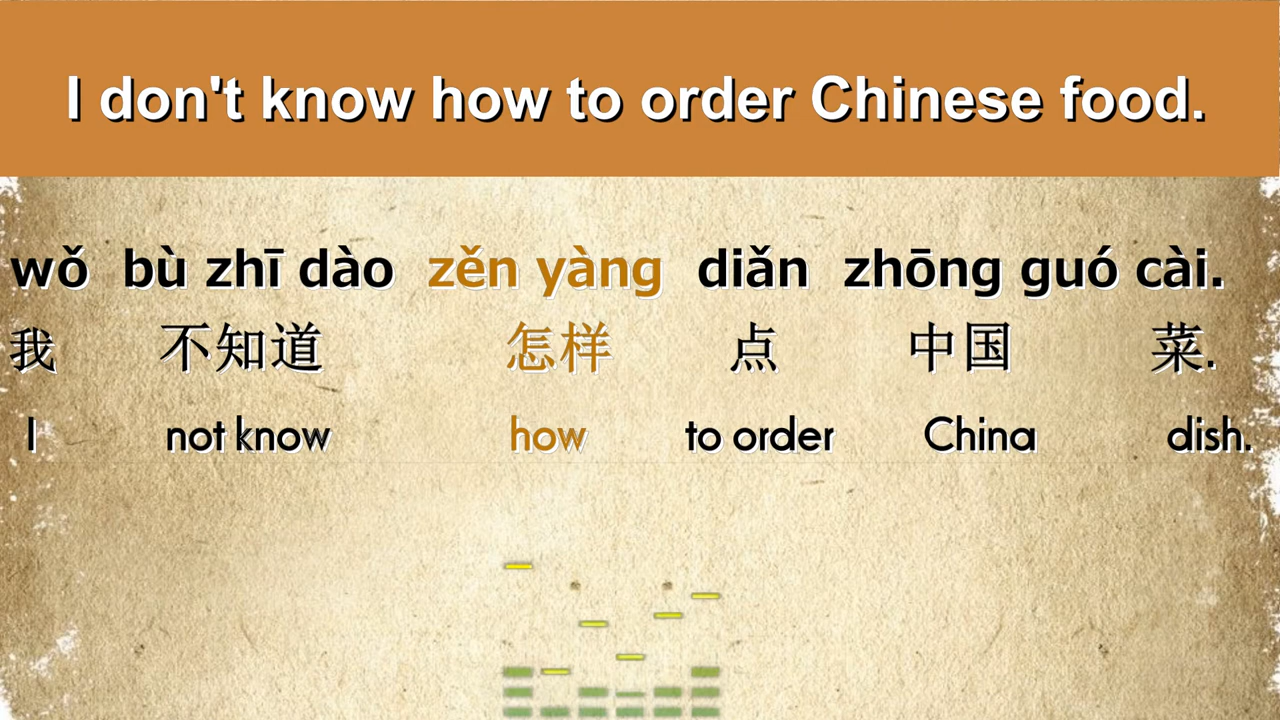 I don't know how to order Chinese food.
wǒ bù zhī dào zěn yàng diǎn zhōng guó cài.
我 不知道 怎样 点 中国 菜.
I not know how to order China dish.